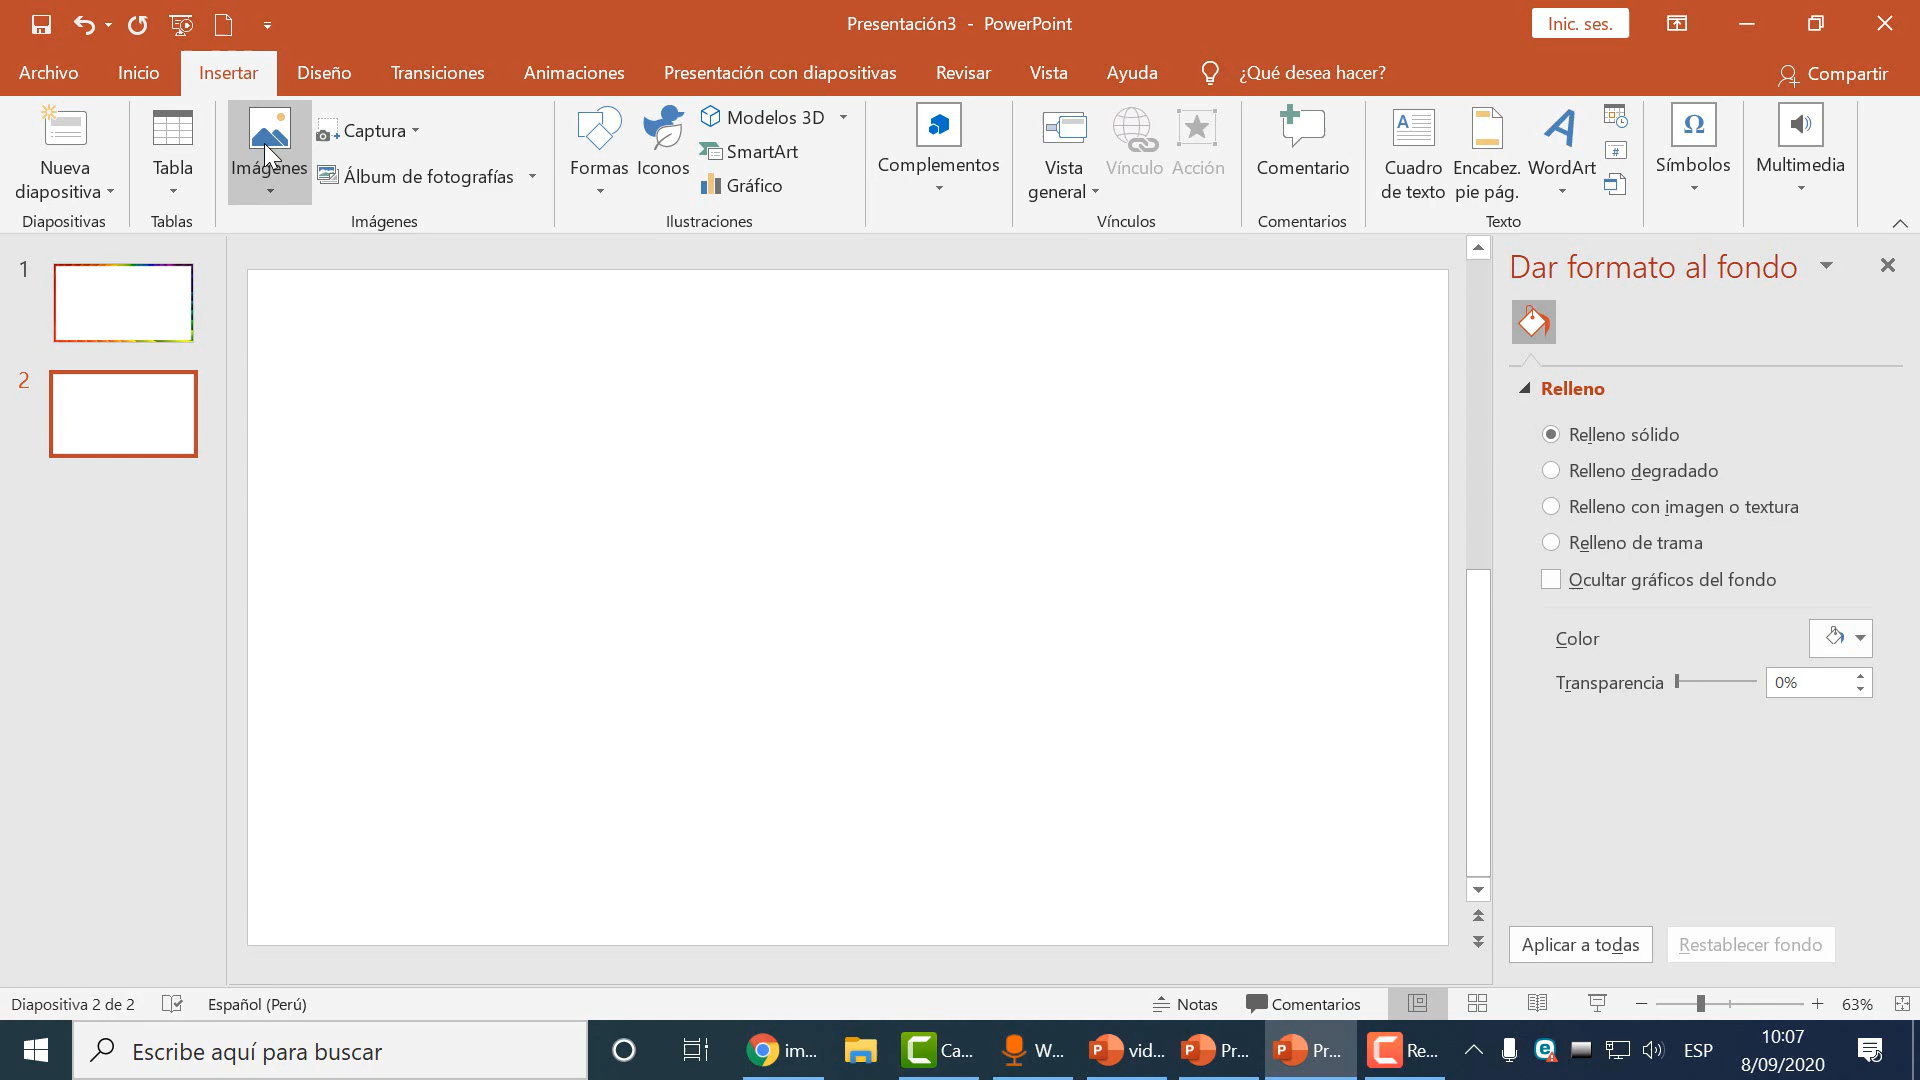 Presentación3 - PowerPoint
Inic. ses.
Archivo Inicio Insertar Diseño Transiciones Animaciones Presentación con diapositivas Revisar Vista Ayuda ¿Qué desea hacer? Compartir
Nueva diapositiva
Diapositivas
Tabla
Tablas
Imágenes
Captura
Álbum de fotografías
Imágenes
Formas
Iconos
Modelos 3D
SmartArt
Gráfico
Ilustraciones
Complementos
Vista general
Vínculo
Acción
Vínculos
Comentario
Comentarios
A
Cuadro de texto
Encabez. pie pág.
A
WordArt
#
Texto
Ω
Símbolos
Multimedia
1
2
Dar formato al fondo
Relleno
Relleno sólido
Relleno degradado
Relleno con imagen o textura
Relleno de trama
Ocultar gráficos del fondo
Color
Transparencia 0%
Aplicar a todas Restablecer fondo
Diapositiva 2 de 2 Español (Perú) Notas Comentarios 63%
Escribe aquí para buscar
im... Ca... W... vid... Pr... Pr... Re...
ESP
10:07
8/09/2020